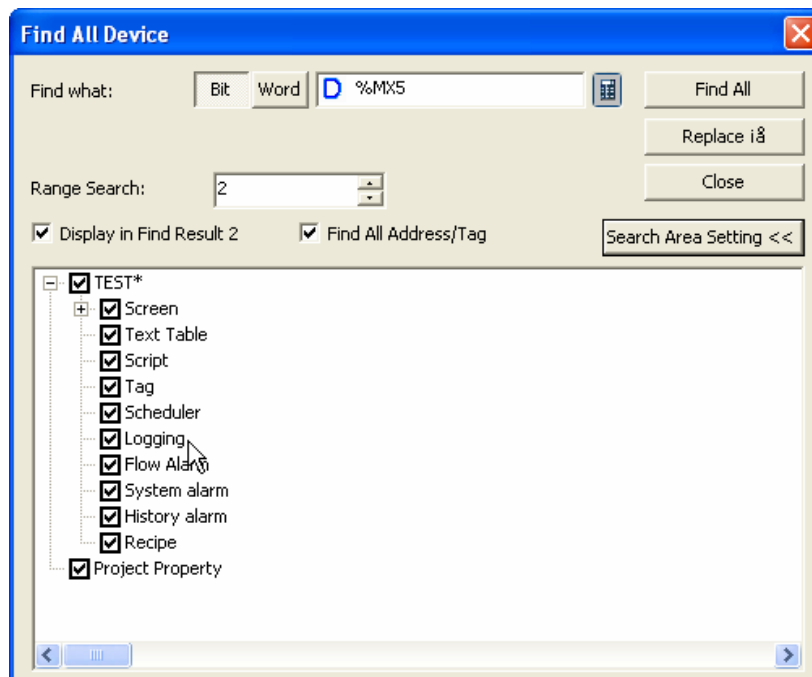 Find All Device
Find what: Bit Word D %MX5 Find All
Replace ¡å
Range Search: 2 Close
Display in Find Result 2 Find All Address/Tag Search Area Setting <<
TEST*
Screen
Text Table
Script
Tag
Scheduler
Logging
Flow Alarm
System alarm
History alarm
Recipe
Project Property